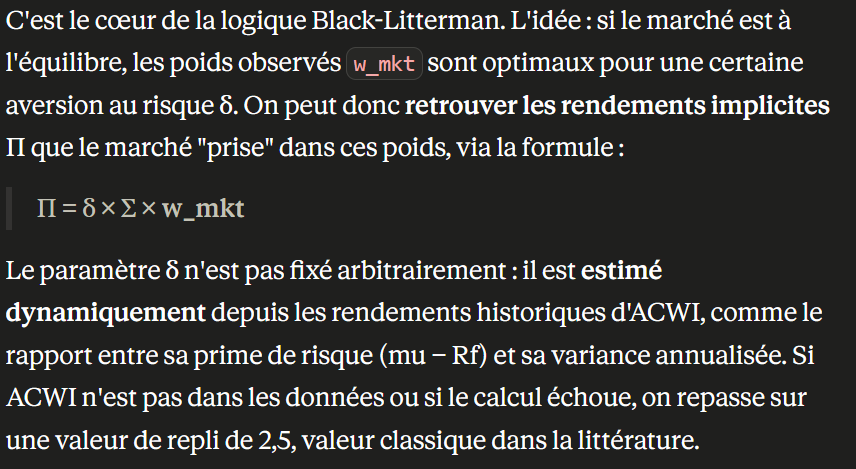 C'est le cœur de la logique Black-Litterman. L'idée : si le marché est à
l'équilibre, les poids observés w_mkt sont optimaux pour une certaine
aversion au risque δ. On peut donc retrouver les rendements implicites
Π que le marché "prise" dans ces poids, via la formule :
Π = δ × Σ × w_mkt
Le paramètre δ n'est pas fixé arbitrairement : il est estimé
dynamiquement depuis les rendements historiques d'ACWI, comme le
rapport entre sa prime de risque (mu − Rf) et sa variance annualisée. Si
ACWI n'est pas dans les données ou si le calcul échoue, on repasse sur
une valeur de repli de 2,5, valeur classique dans la littérature.